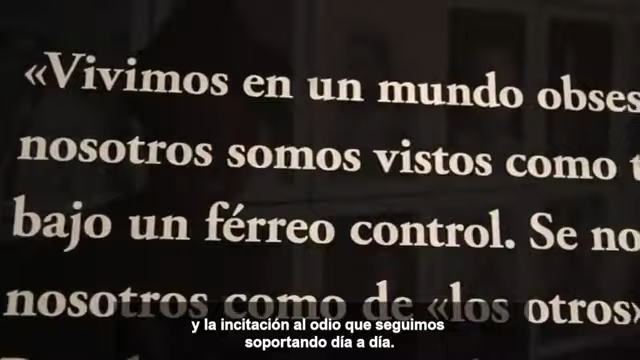 «Vivimos en un mundo obses
nosotros somos vistos como t
bajo un férreo control. Se no
nosotros como de «los otros»
y la incitación al odio que seguimos
soportando día a día.